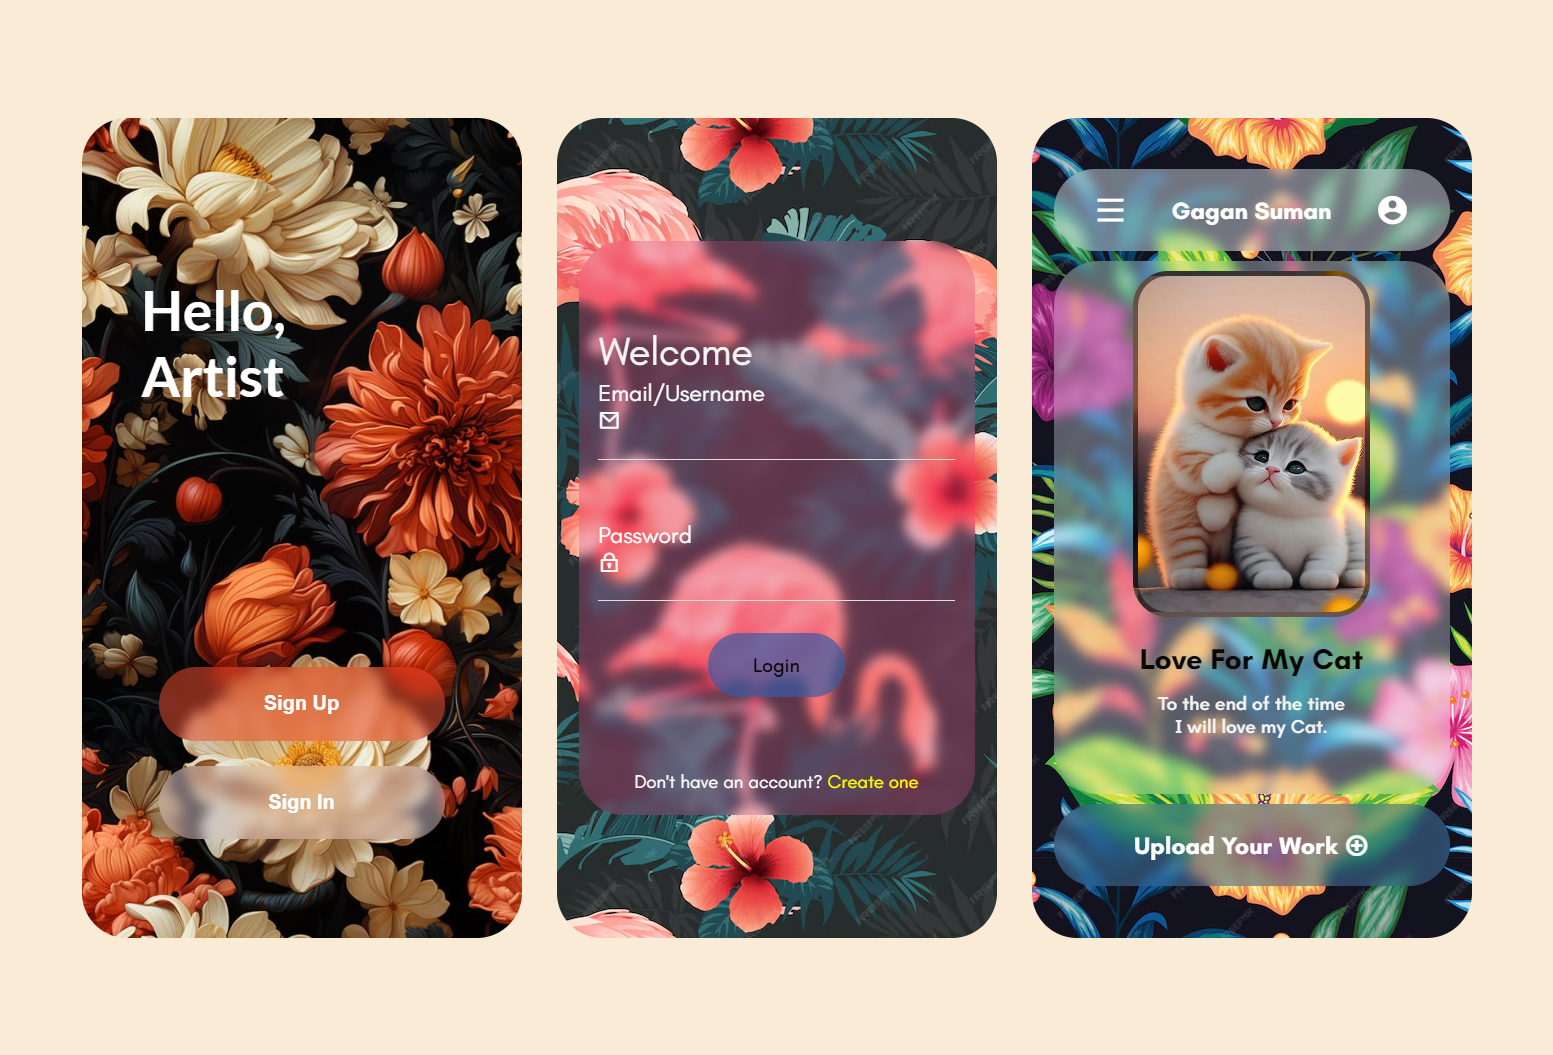 Hello,
Artist
Sign Up
Sign In
Welcome
Email/Username
Password
Login
Don't have an account? Create one
Gagan Suman
Love For My Cat
To the end of the time
I will love my Cat.
Upload Your Work